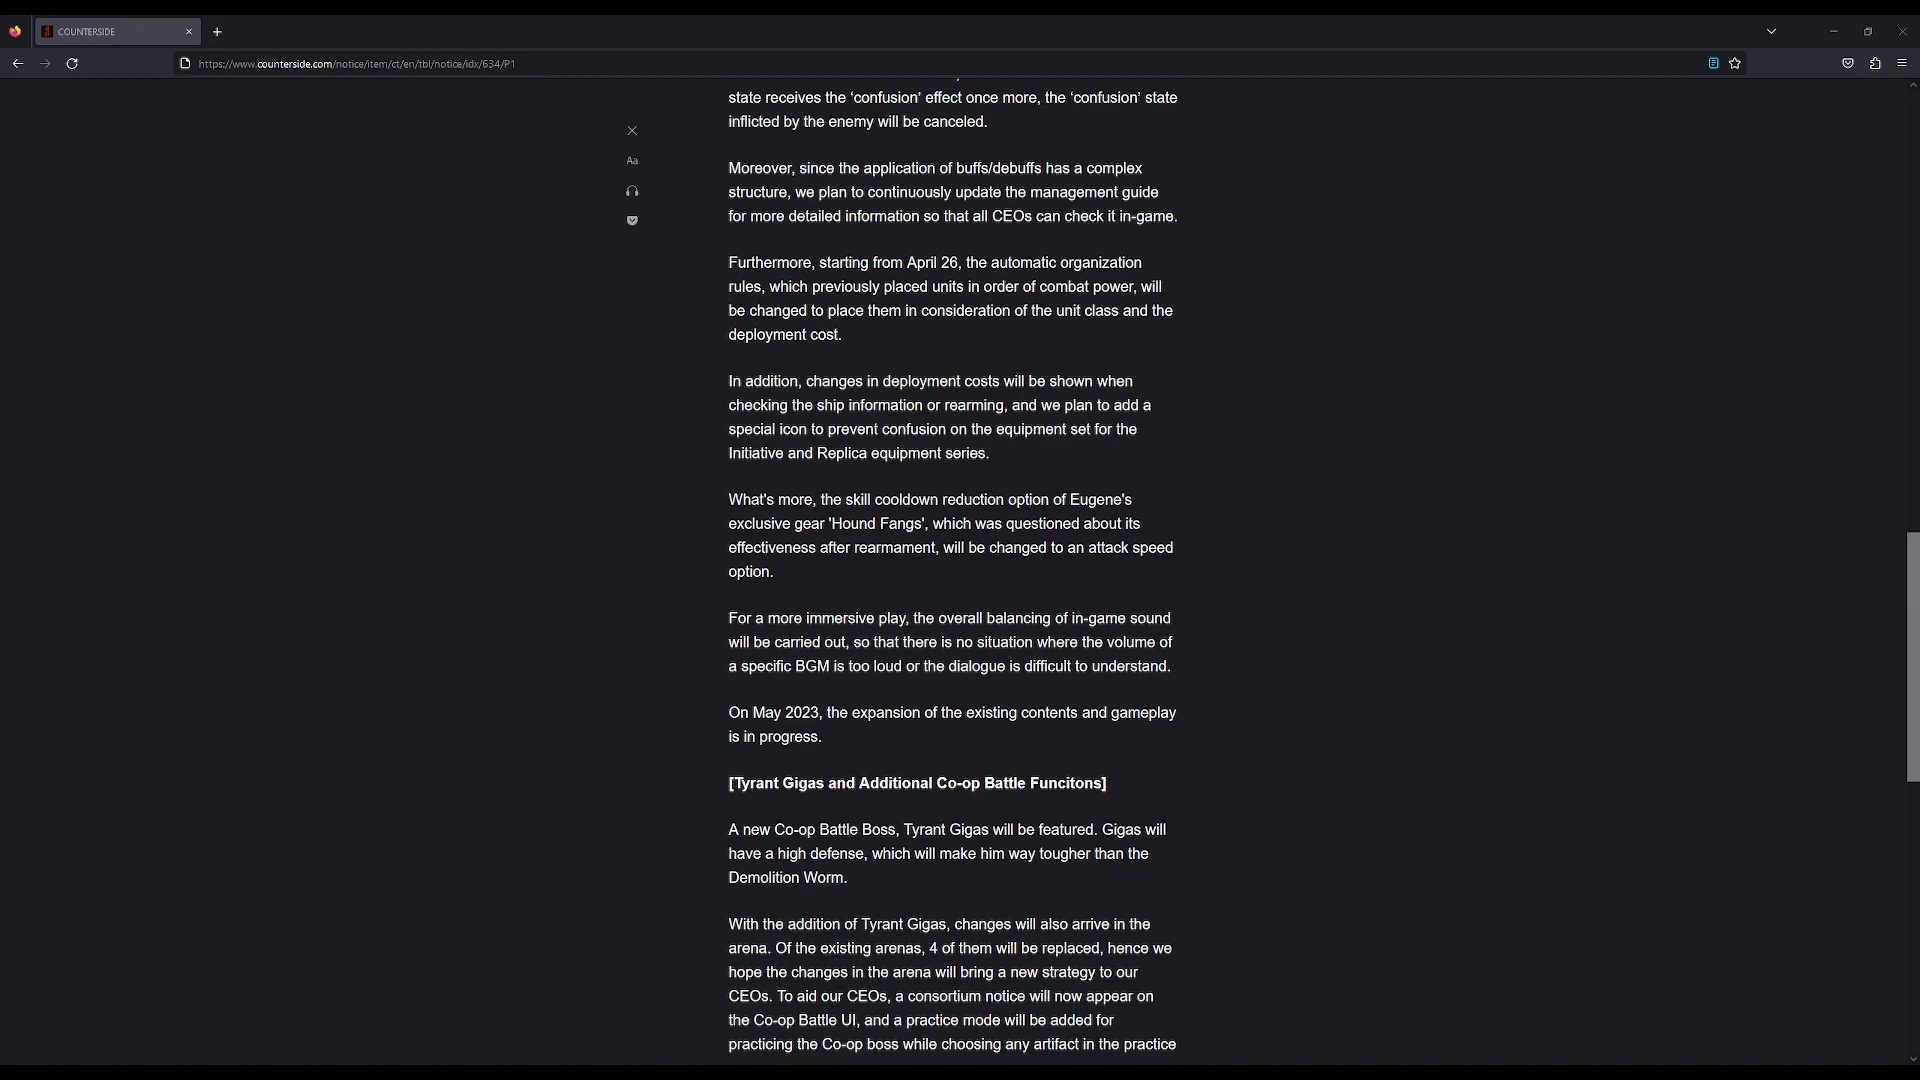 COUNTERSIDE
https://www.counterside.com/notice/item/ct/en/tbl/notice/idx/634/P1
state receives the ‘confusion’ effect once more, the ‘confusion’ state
inflicted by the enemy will be canceled.
Aa
Moreover, since the application of buffs/debuffs has a complex
structure, we plan to continuously update the management guide
for more detailed information so that all CEOs can check it in-game.
Furthermore, starting from April 26, the automatic organization
rules, which previously placed units in order of combat power, will
be changed to place them in consideration of the unit class and the
deployment cost.
In addition, changes in deployment costs will be shown when
checking the ship information or rearming, and we plan to add a
special icon to prevent confusion on the equipment set for the
Initiative and Replica equipment series.
What's more, the skill cooldown reduction option of Eugene's
exclusive gear 'Hound Fangs', which was questioned about its
effectiveness after rearmament, will be changed to an attack speed
option.
For a more immersive play, the overall balancing of in-game sound
will be carried out, so that there is no situation where the volume of
a specific BGM is too loud or the dialogue is difficult to understand.
On May 2023, the expansion of the existing contents and gameplay
is in progress.
[Tyrant Gigas and Additional Co-op Battle Funcitons]
A new Co-op Battle Boss, Tyrant Gigas will be featured. Gigas will
have a high defense, which will make him way tougher than the
Demolition Worm.
With the addition of Tyrant Gigas, changes will also arrive in the
arena. Of the existing arenas, 4 of them will be replaced, hence we
hope the changes in the arena will bring a new strategy to our
CEOs. To aid our CEOs, a consortium notice will now appear on
the Co-op Battle UI, and a practice mode will be added for
practicing the Co-op boss while choosing any artifact in the practice